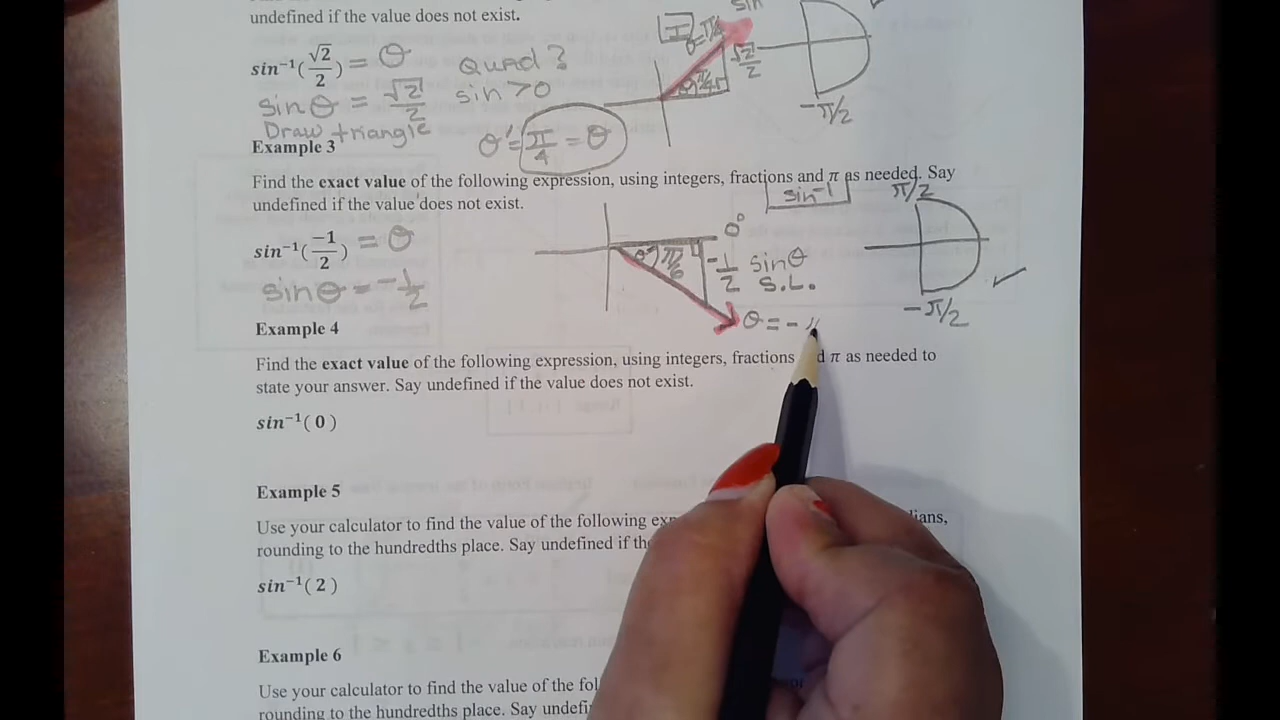 undefined if the value does not exist.
sin⁻¹(√2/2) = θ
Quad?
sinθ = √2/2
sin > 0
Draw triangle
θ' = π/4 = θ
sin
I
√2/2
-π/2
Example 3
Find the exact value of the following expression, using integers, fractions and π as needed. Say
undefined if the value does not exist.
sin⁻¹
π/2
sin⁻¹(-1/2) = θ
sinθ = -1/2
0°
θ' π/6
-1/2 sinθ
S.L.
θ = -
-π/2
Example 4
Find the exact value of the following expression, using integers, fractions and π as needed to
state your answer. Say undefined if the value does not exist.
sin⁻¹( 0 )
Example 5
Use your calculator to find the value of the following
rounding to the hundredths place. Say undefined if
sin⁻¹( 2 )
Example 6
Use your calculator to find the value of the
rounding to the hundredths place. Say